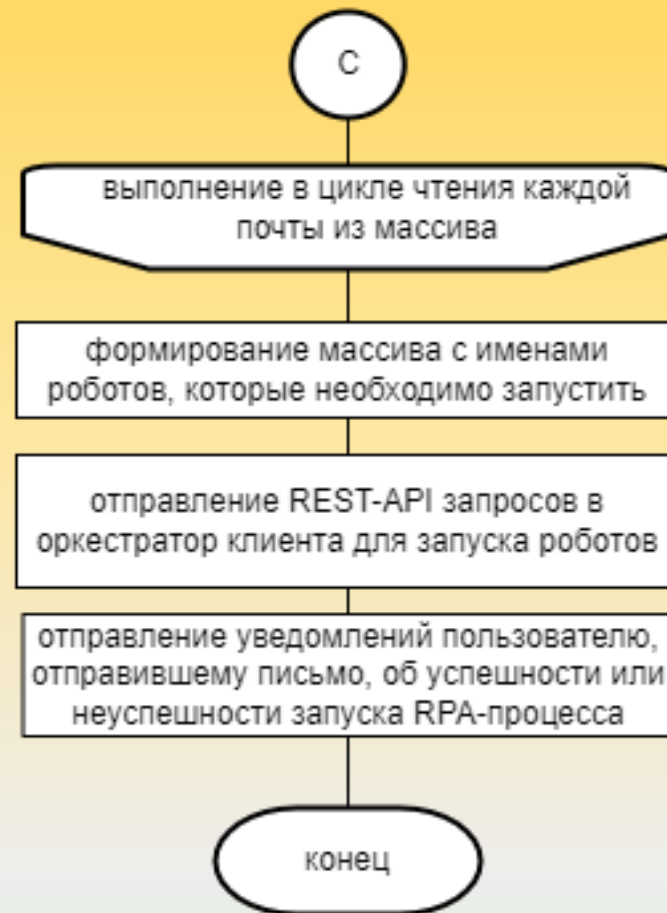 С
выполнение в цикле чтения каждой
почты из массива
формирование массива с именами
роботов, которые необходимо запустить
отправление REST-API запросов в
оркестратор клиента для запуска роботов
отправление уведомлений пользователю,
отправившему письмо, об успешности или
неуспешности запуска RPA-процесса
конец